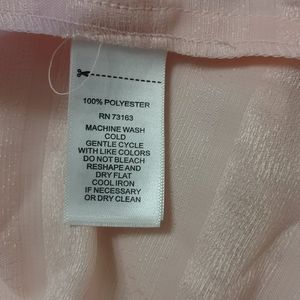 100% POLYESTER
RN 73163
MACHINE WASH
COLD
GENTLE CYCLE
WITH LIKE COLORS
DO NOT BLEACH
RESHAPE AND
DRY FLAT
COOL IRON
IF NECESSARY
OR DRY CLEAN